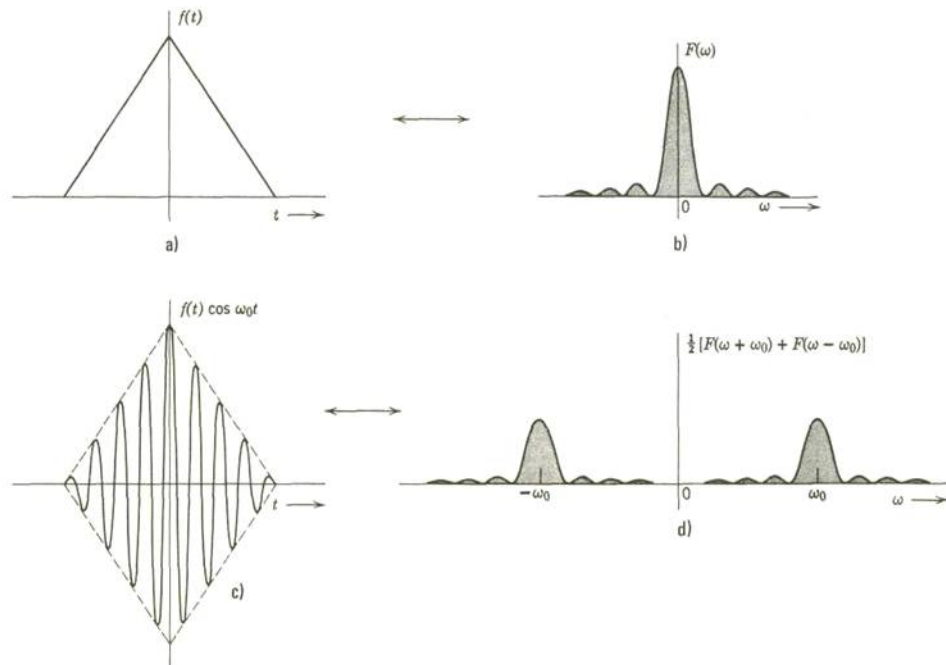 f(t)
t
a)
F(ω)
0
ω
b)
f(t) cos ω₀t
t
c)
½ [F(ω + ω₀) + F(ω − ω₀)]
−ω₀
0
ω₀
ω
d)